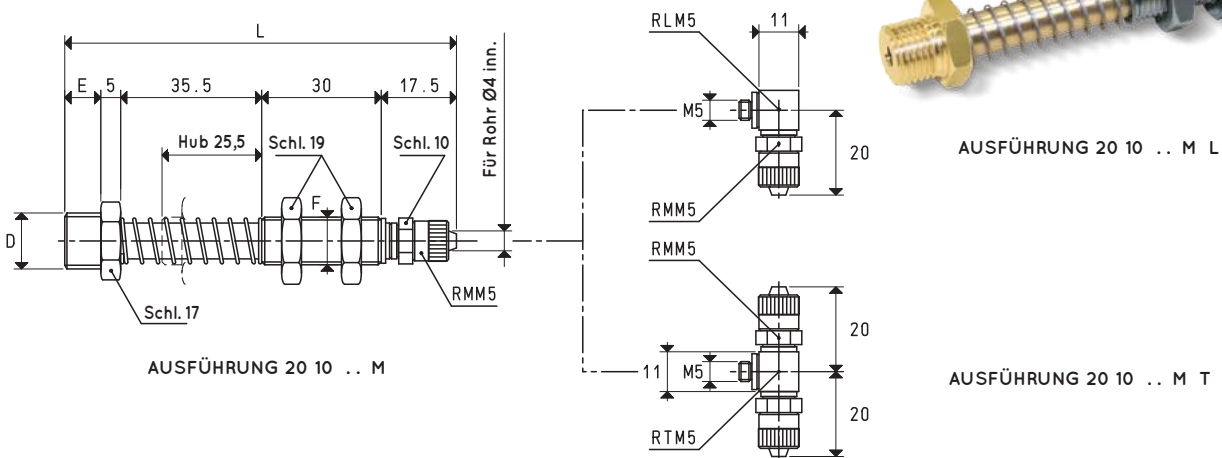 L
E
5
35.5
30
17.5
Für Rohr Ø4 inn.
Hub 25,5
Schl. 19
Schl. 10
D
F
RMM5
Schl. 17
AUSFÜHRUNG 20 10 .. M
RLM5
11
M5
20
RMM5
AUSFÜHRUNG 20 10 .. M L
RMM5
20
11
M5
20
RTM5
AUSFÜHRUNG 20 10 .. M T